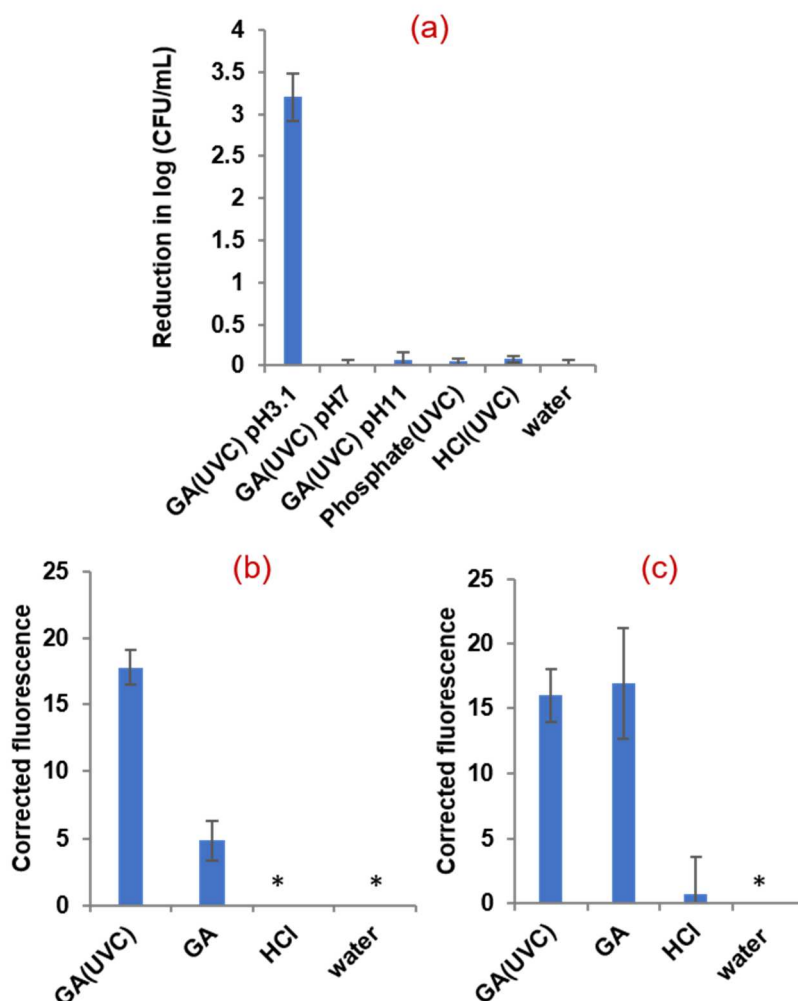 (a)
Reduction in log (CFU/mL)
4
3.5
3
2.5
2
1.5
1
0.5
0
GA(UVC) pH3.1
GA(UVC) pH7
GA(UVC) pH11
Phosphate(UVC)
HCl(UVC)
water
(b)
Corrected fluorescence
25
20
15
10
5
0
*
*
GA(UVC)
GA
HCl
water
(c)
Corrected fluorescence
25
20
15
10
5
0
*
GA(UVC)
GA
HCl
water